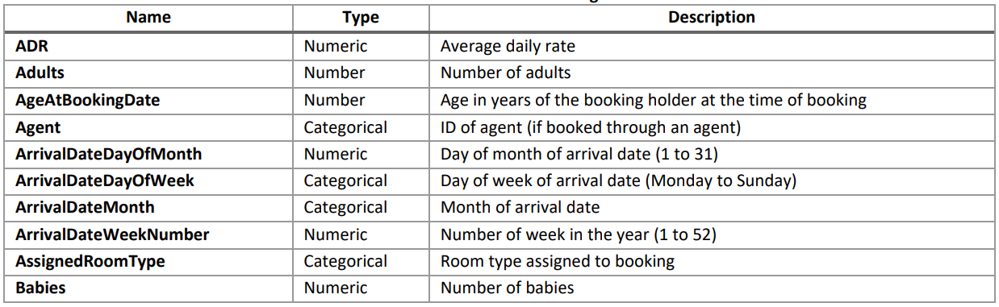 Name Type Description
ADR Numeric Average daily rate
Adults Number Number of adults
AgeAtBookingDate Number Age in years of the booking holder at the time of booking
Agent Categorical ID of agent (if booked through an agent)
ArrivalDateDayOfMonth Numeric Day of month of arrival date (1 to 31)
ArrivalDateDayOfWeek Categorical Day of week of arrival date (Monday to Sunday)
ArrivalDateMonth Categorical Month of arrival date
ArrivalDateWeekNumber Numeric Number of week in the year (1 to 52)
AssignedRoomType Categorical Room type assigned to booking
Babies Numeric Number of babies